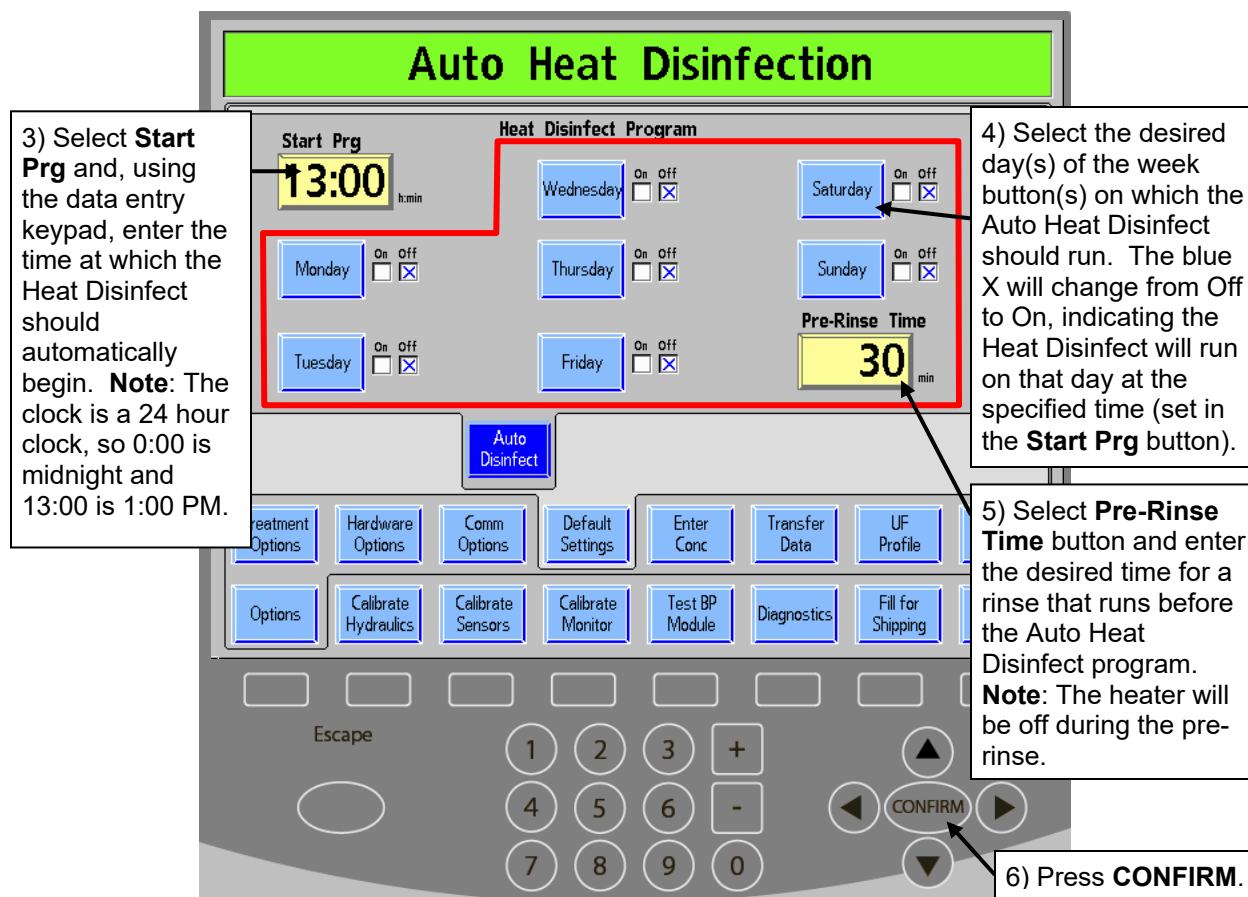 Auto Heat Disinfection
3) Select Start
Prg and, using
the data entry
keypad, enter the
time at which the
Heat Disinfect
should
automatically
begin.  Note: The
clock is a 24 hour
clock, so 0:00 is
midnight and
13:00 is 1:00 PM.
Start Prg
13:00
h:min
Heat Disinfect Program
Wednesday
On Off
Saturday
On Off
Monday
On Off
Thursday
On Off
Sunday
On Off
Tuesday
On Off
Friday
On Off
Pre-Rinse Time
30
min
4) Select the desired
day(s) of the week
button(s) on which the
Auto Heat Disinfect
should run.  The blue
X will change from Off
to On, indicating the
Heat Disinfect will run
on that day at the
specified time (set in
the Start Prg button).
Auto
Disinfect
reatment
Options
Hardware
Options
Comm
Options
Default
Settings
Enter
Conc
Transfer
Data
UF
Profile
Options
Calibrate
Hydraulics
Calibrate
Sensors
Calibrate
Monitor
Test BP
Module
Diagnostics
Fill for
Shipping
5) Select Pre-Rinse
Time button and enter
the desired time for a
rinse that runs before
the Auto Heat
Disinfect program.
Note: The heater will
be off during the pre-
rinse.
Escape
1 2 3 +
4 5 6 -
7 8 9 0
CONFIRM
6) Press CONFIRM.